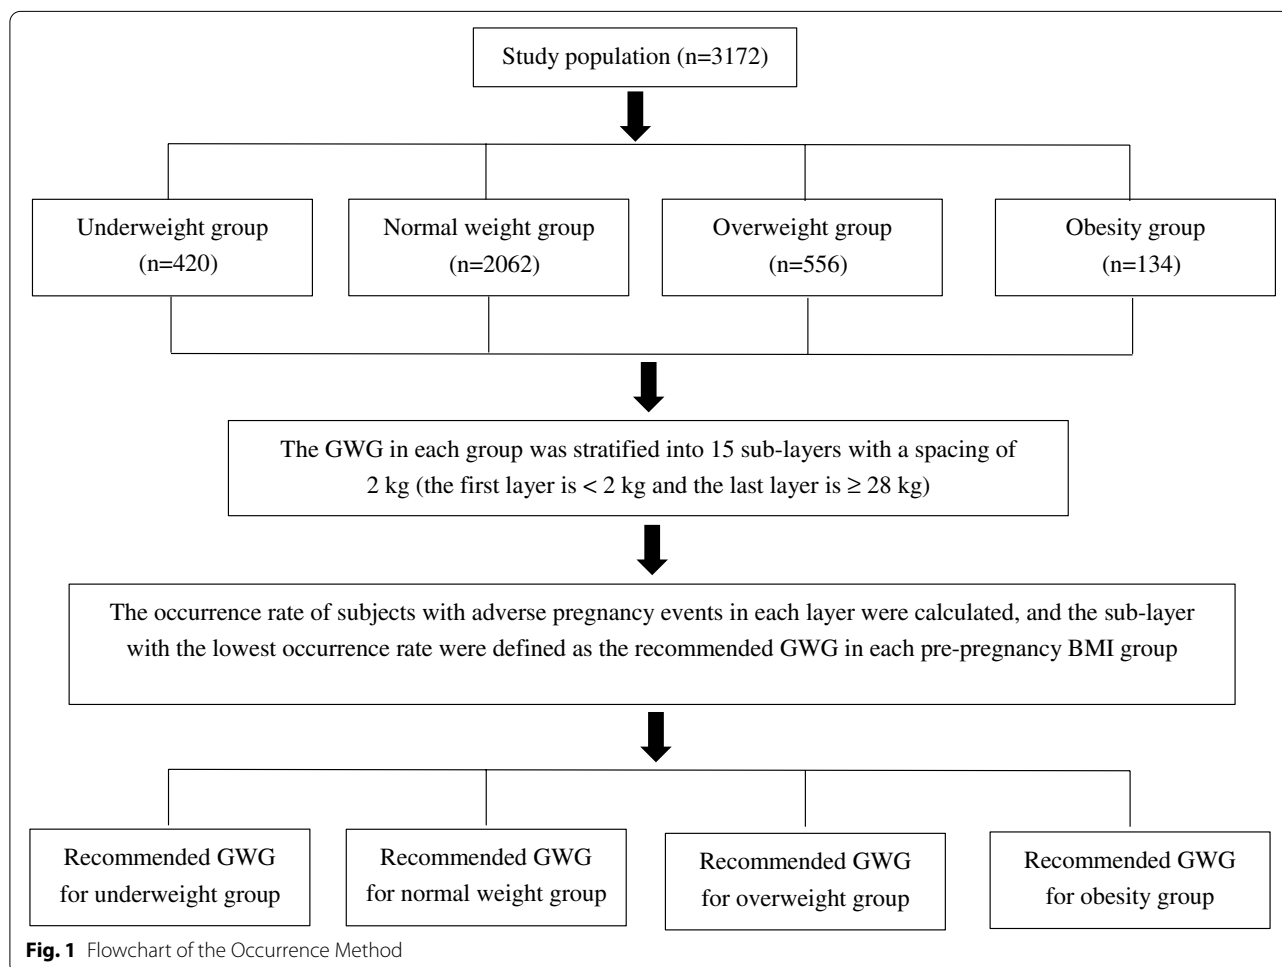 Study population (n=3172)
Underweight group
(n=420)
Normal weight group
(n=2062)
Overweight group
(n=556)
Obesity group
(n=134)
The GWG in each group was stratified into 15 sub-layers with a spacing of
2 kg (the first layer is < 2 kg and the last layer is ≥ 28 kg)
The occurrence rate of subjects with adverse pregnancy events in each layer were calculated, and the sub-layer
with the lowest occurrence rate were defined as the recommended GWG in each pre-pregnancy BMI group
Recommended GWG
for underweight group
Recommended GWG
for normal weight group
Recommended GWG
for overweight group
Recommended GWG
for obesity group
Fig. 1 Flowchart of the Occurrence Method